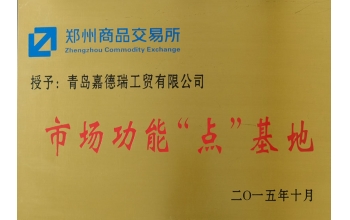 郑州商品交易所
Zhengzhou Commodity Exchange
授予：青岛嘉德瑞工贸有限公司
市场功能“点”基地
二〇一五年十月